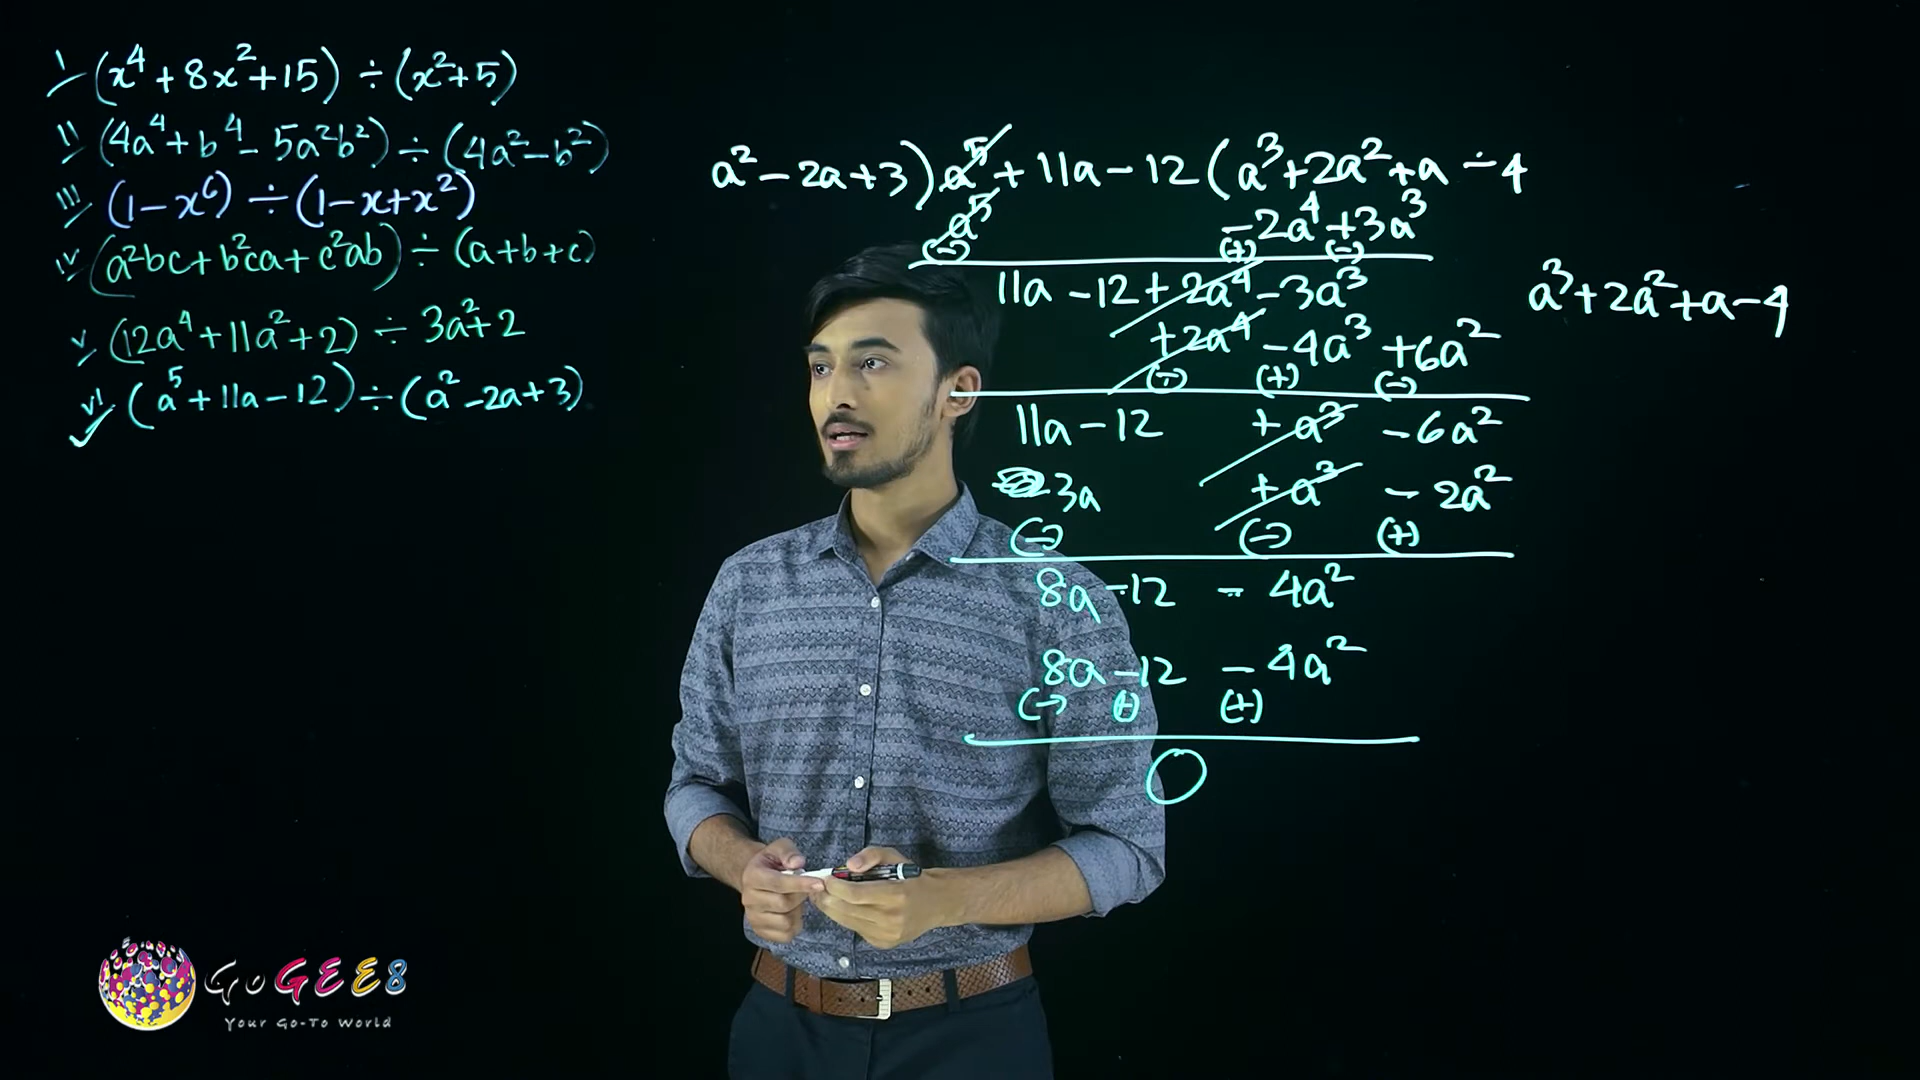 I (x⁴ + 8x² + 15) ÷ (x² + 5)
II (4a⁴ + b⁴ - 5a²b²) ÷ (4a² - b²)
III (1 - x⁶) ÷ (1 - x + x²)
IV (a²bc + b²ca + c²ab) ÷ (a + b + c)
V (12a⁴ + 11a² + 2) ÷ 3a² + 2
VI (a⁵ + 11a - 12) ÷ (a² - 2a + 3)
a² - 2a + 3) a⁵ + 11a - 12 (a³ + 2a² + a - 4
a⁵ - 2a⁴ + 3a³
(-) (+) (-)
11a - 12 + 2a⁴ - 3a³
+ 2a⁴ - 4a³ + 6a²
(-) (+) (-)
11a - 12 + a³ - 6a²
3a + a³ - 2a²
(-) (-) (+)
8a - 12 - 4a²
8a - 12 - 4a²
(-) (+) (+)
0
a³ + 2a² + a - 4
GoGEE8
Your Go-To World